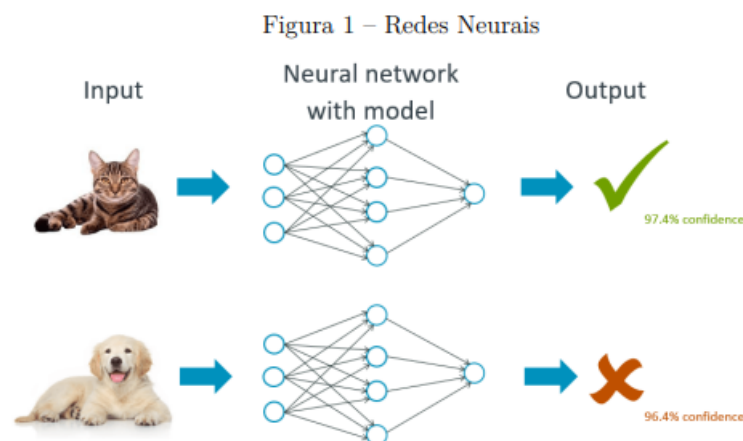 Figura 1 – Redes Neurais
Input
Neural network
with model
Output
97.4% confidence
96.4% confidence